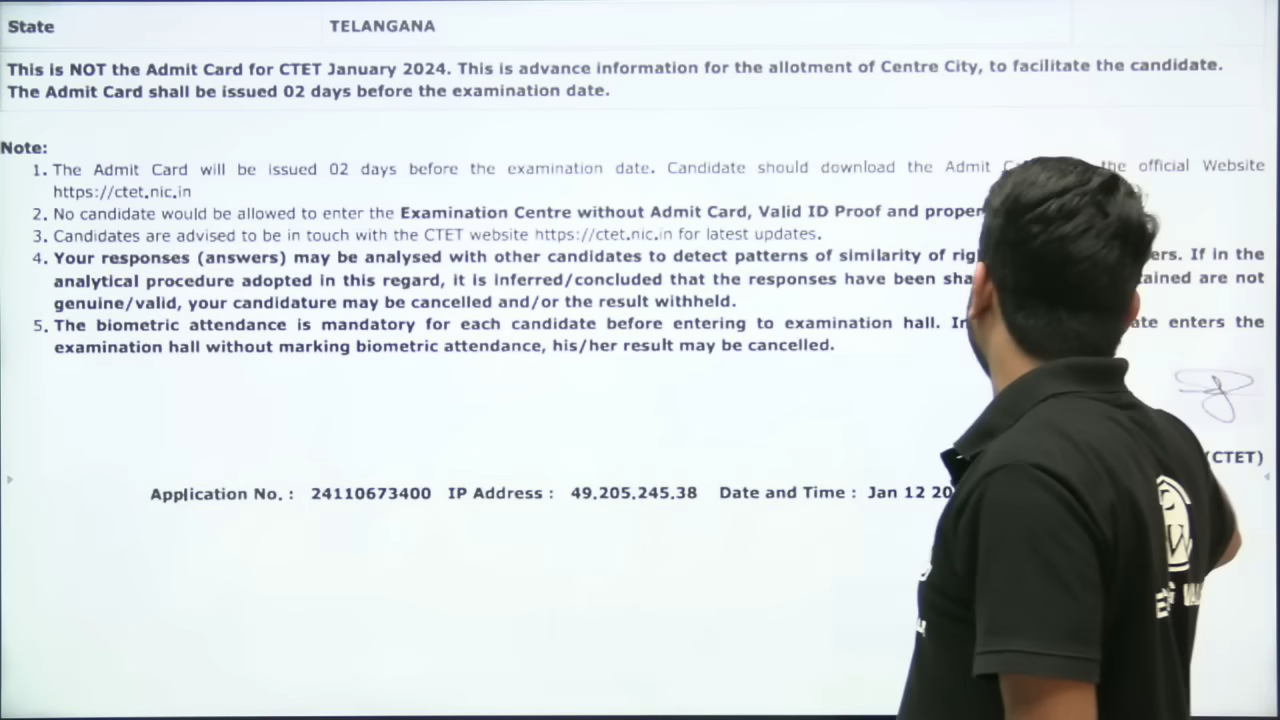 State TELANGANA
This is NOT the Admit Card for CTET January 2024. This is advance information for the allotment of Centre City, to facilitate the candidate.
The Admit Card shall be issued 02 days before the examination date.
Note:
1. The Admit Card will be issued 02 days before the examination date. Candidate should download the Admit the official Website
https://ctet.nic.in
2. No candidate would be allowed to enter the Examination Centre without Admit Card, Valid ID Proof and proper
3. Candidates are advised to be in touch with the CTET website https://ctet.nic.in for latest updates.
4. Your responses (answers) may be analysed with other candidates to detect patterns of similarity of If in the
analytical procedure adopted in this regard, it is inferred/concluded that the responses have been are not
genuine/valid, your candidature may be cancelled and/or the result withheld.
5. The biometric attendance is mandatory for each candidate before entering to examination hall. enters the
examination hall without marking biometric attendance, his/her result may be cancelled.
(CTET)
Application No. : 24110673400 IP Address : 49.205.245.38 Date and Time : Jan 12